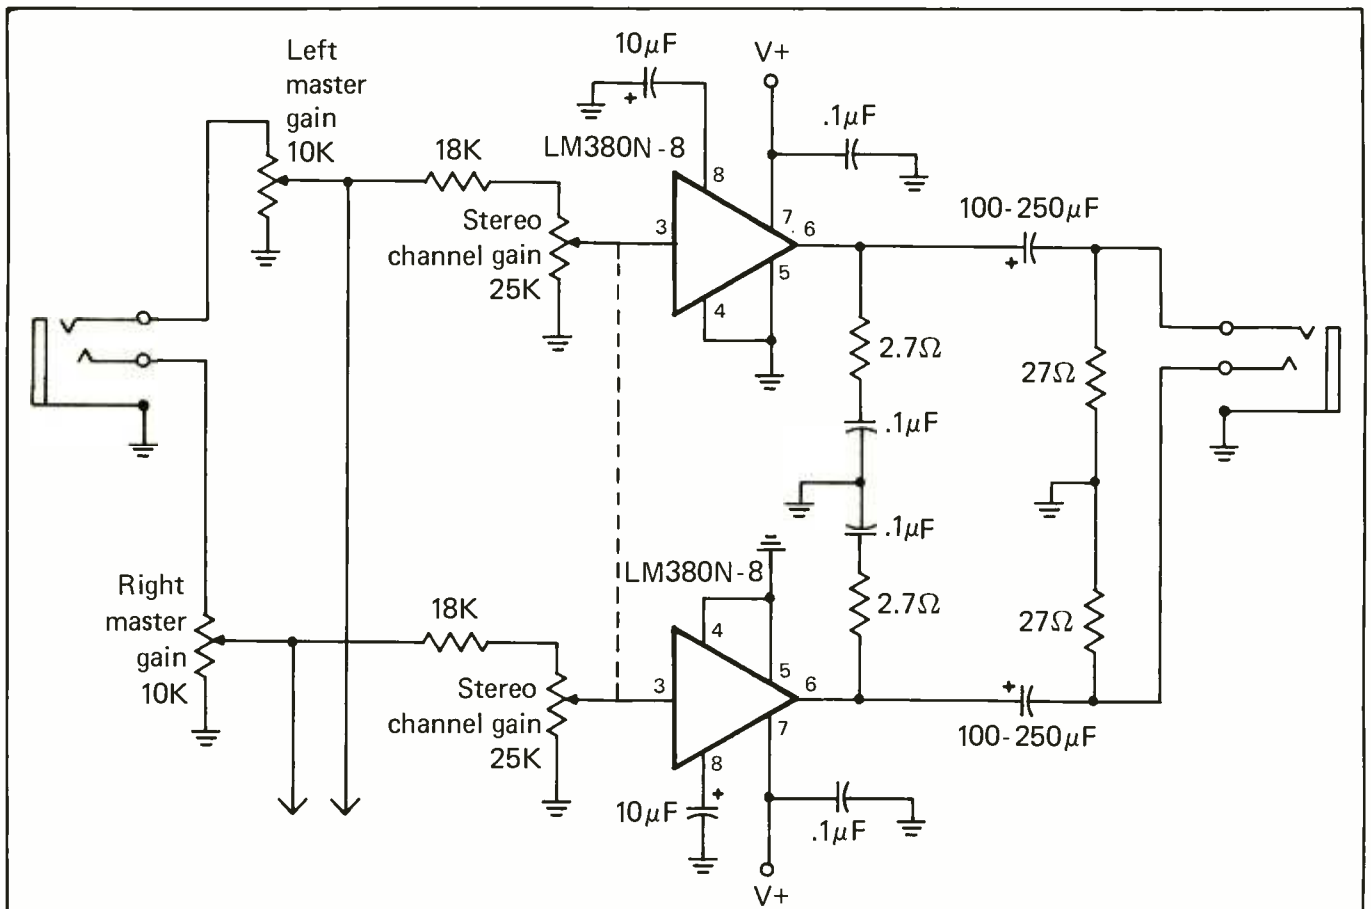 Left
master
gain
10K
10µF
+
V+
.1µF
LM380N-8
18K
8
7
6
3
5
4
Stereo
channel gain
25K
100-250µF
+
2.7Ω
27Ω
.1µF
.1µF
LM380N-8
2.7Ω
27Ω
Right
master
gain
10K
18K
4
5
6
3
7
8
Stereo
channel gain
25K
+
100-250µF
10µF
+
.1µF
V+